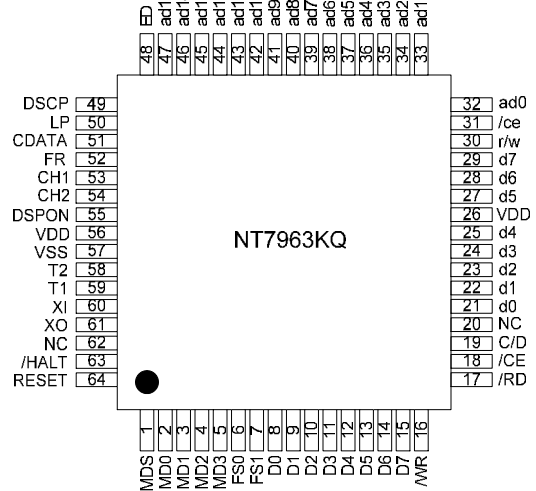 ED ad1 ad1 ad1 ad1 ad1 ad9 ad8 ad7 ad6 ad5 ad4 ad3 ad2 ad1
48 47 46 45 44 43 42 41 40 39 38 37 36 35 34 33
DSCP 49
LP 50
CDATA 51
FR 52
CH1 53
CH2 54
DSPON 55
VDD 56
VSS 57
T2 58
T1 59
XI 60
XO 61
NC 62
/HALT 63
RESET 64
NT7963KQ
32 ad0
31 /ce
30 r/w
29 d7
28 d6
27 d5
26 VDD
25 d4
24 d3
23 d2
22 d1
21 d0
20 NC
19 C/D
18 /CE
17 /RD
1 2 3 4 5 6 7 8 9 10 11 12 13 14 15 16
MDS MD0 MD1 MD2 MD3 FS0 FS1 D0 D1 D2 D3 D4 D5 D6 D7 /WR